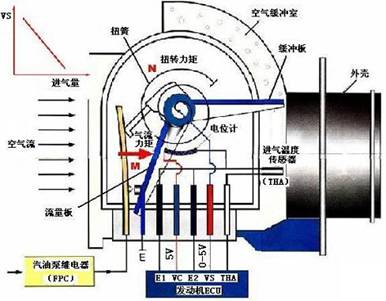 VS
进气量
空气流
扭簧
扭转力矩
N
空气缓冲室
缓冲板
外壳
电位计
气流
力矩
M
进气温度
传感器
(THA)
流量板
E
5V
0-5V
E1 VC E2 VS THA
发动机ECU
汽油泵继电器
(FPC)